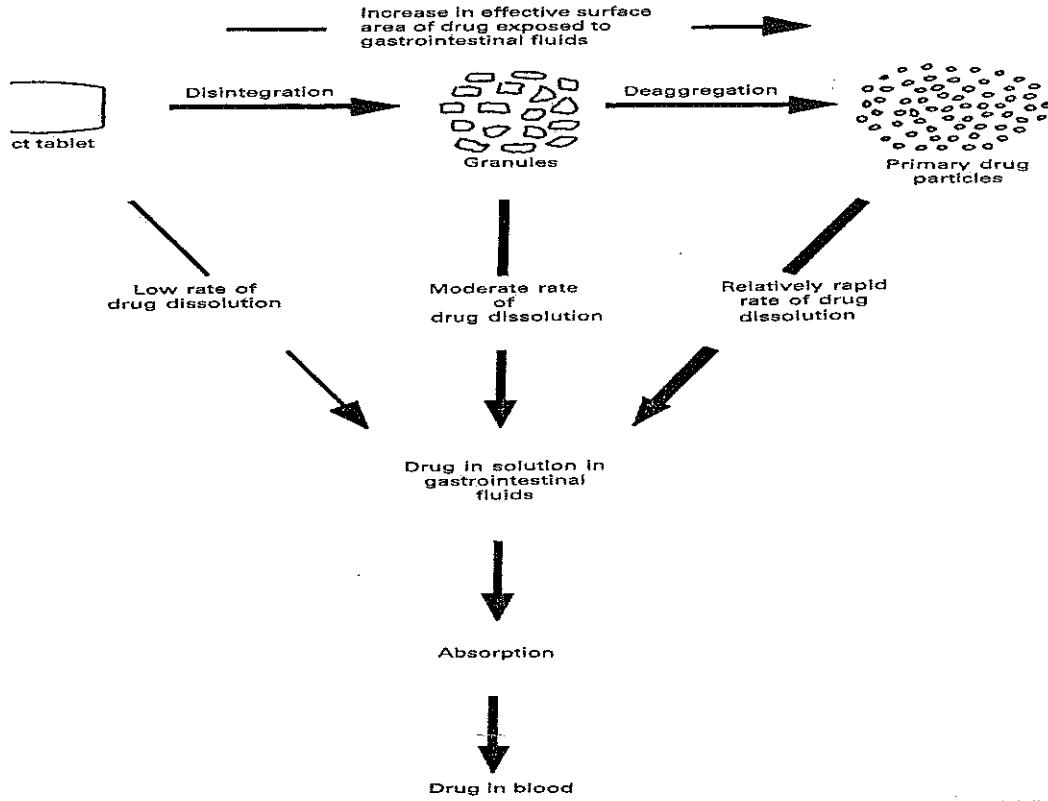 Increase in effective surface
area of drug exposed to
gastrointestinal fluids
Disintegration
Deaggregation
ct tablet
Granules
Primary drug
particles
Low rate of
drug dissolution
Moderate rate
of
drug dissolution
Relatively rapid
rate of drug
dissolution
Drug in solution in
gastrointestinal
fluids
Absorption
Drug in blood